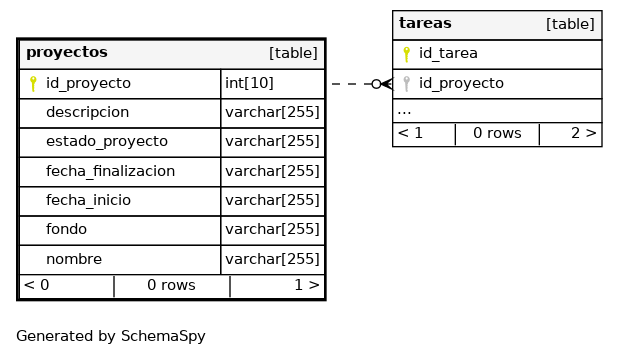 proyectos [table]
id_proyecto int[10]
descripcion varchar[255]
estado_proyecto varchar[255]
fecha_finalizacion varchar[255]
fecha_inicio varchar[255]
fondo varchar[255]
nombre varchar[255]
< 0 0 rows 1 >
tareas [table]
id_tarea
id_proyecto
...
< 1 0 rows 2 >
Generated by SchemaSpy